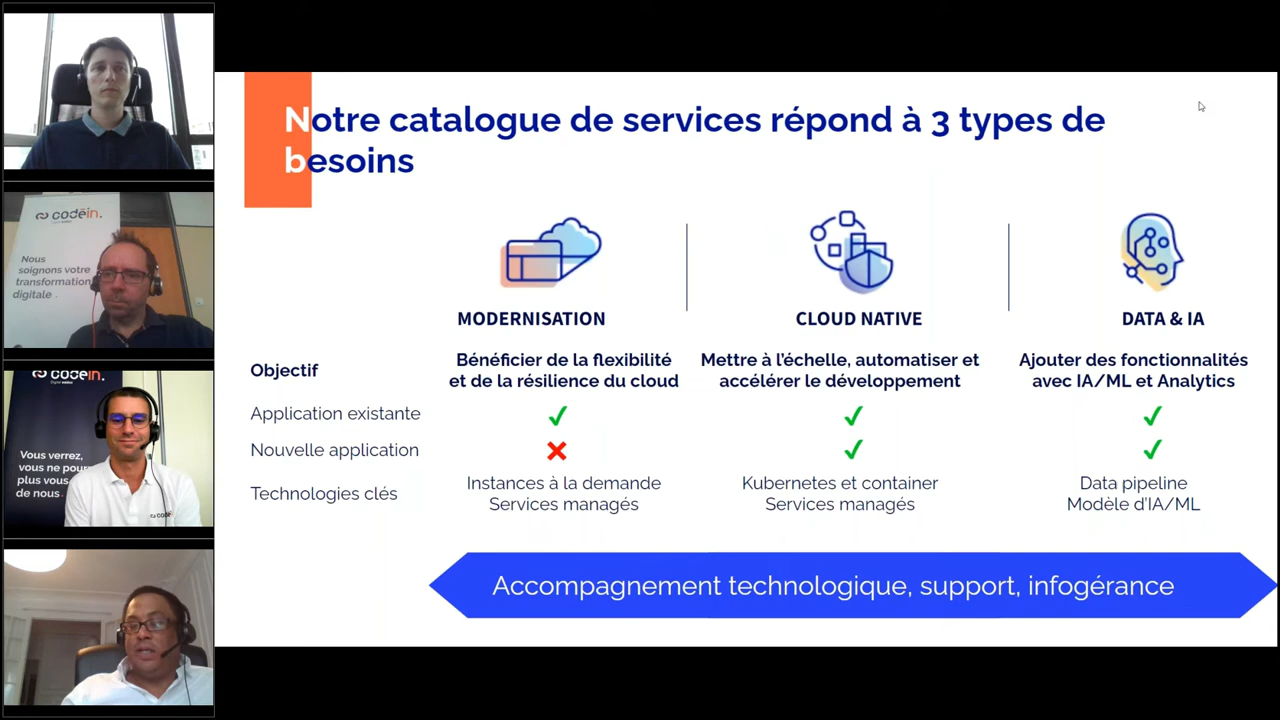 codéin.
Nous
soignons votre
transformation
digitale.
codéin.
Digital médias
Vous verrez,
vous ne pour
plus vous
de nous.
Notre catalogue de services répond à 3 types de
besoins
MODERNISATION
CLOUD NATIVE
DATA & IA
Objectif
Bénéficier de la flexibilité
et de la résilience du cloud
Mettre à l’échelle, automatiser et
accélérer le développement
Ajouter des fonctionnalités
avec IA/ML et Analytics
Application existante
Nouvelle application
Technologies clés
Instances à la demande
Services managés
Kubernetes et container
Services managés
Data pipeline
Modèle d’IA/ML
Accompagnement technologique, support, infogérance